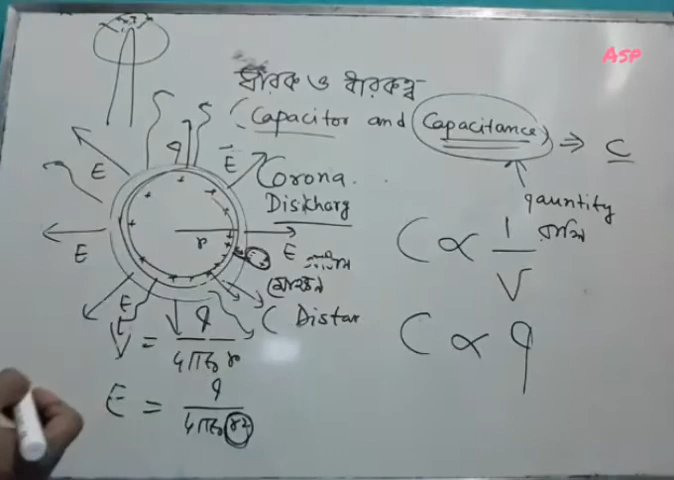 ASP
ধারক ও ধারকত্ব
(Capacitor and Capacitance) ⇒ C
qauntity
রাশি
Corona
Diskharg
q
E
E
E
E
E
r
+ + + +
( Distan
C ∝ 1/V
C ∝ q
V = q/4πε₀r
E = q/4πε₀r²